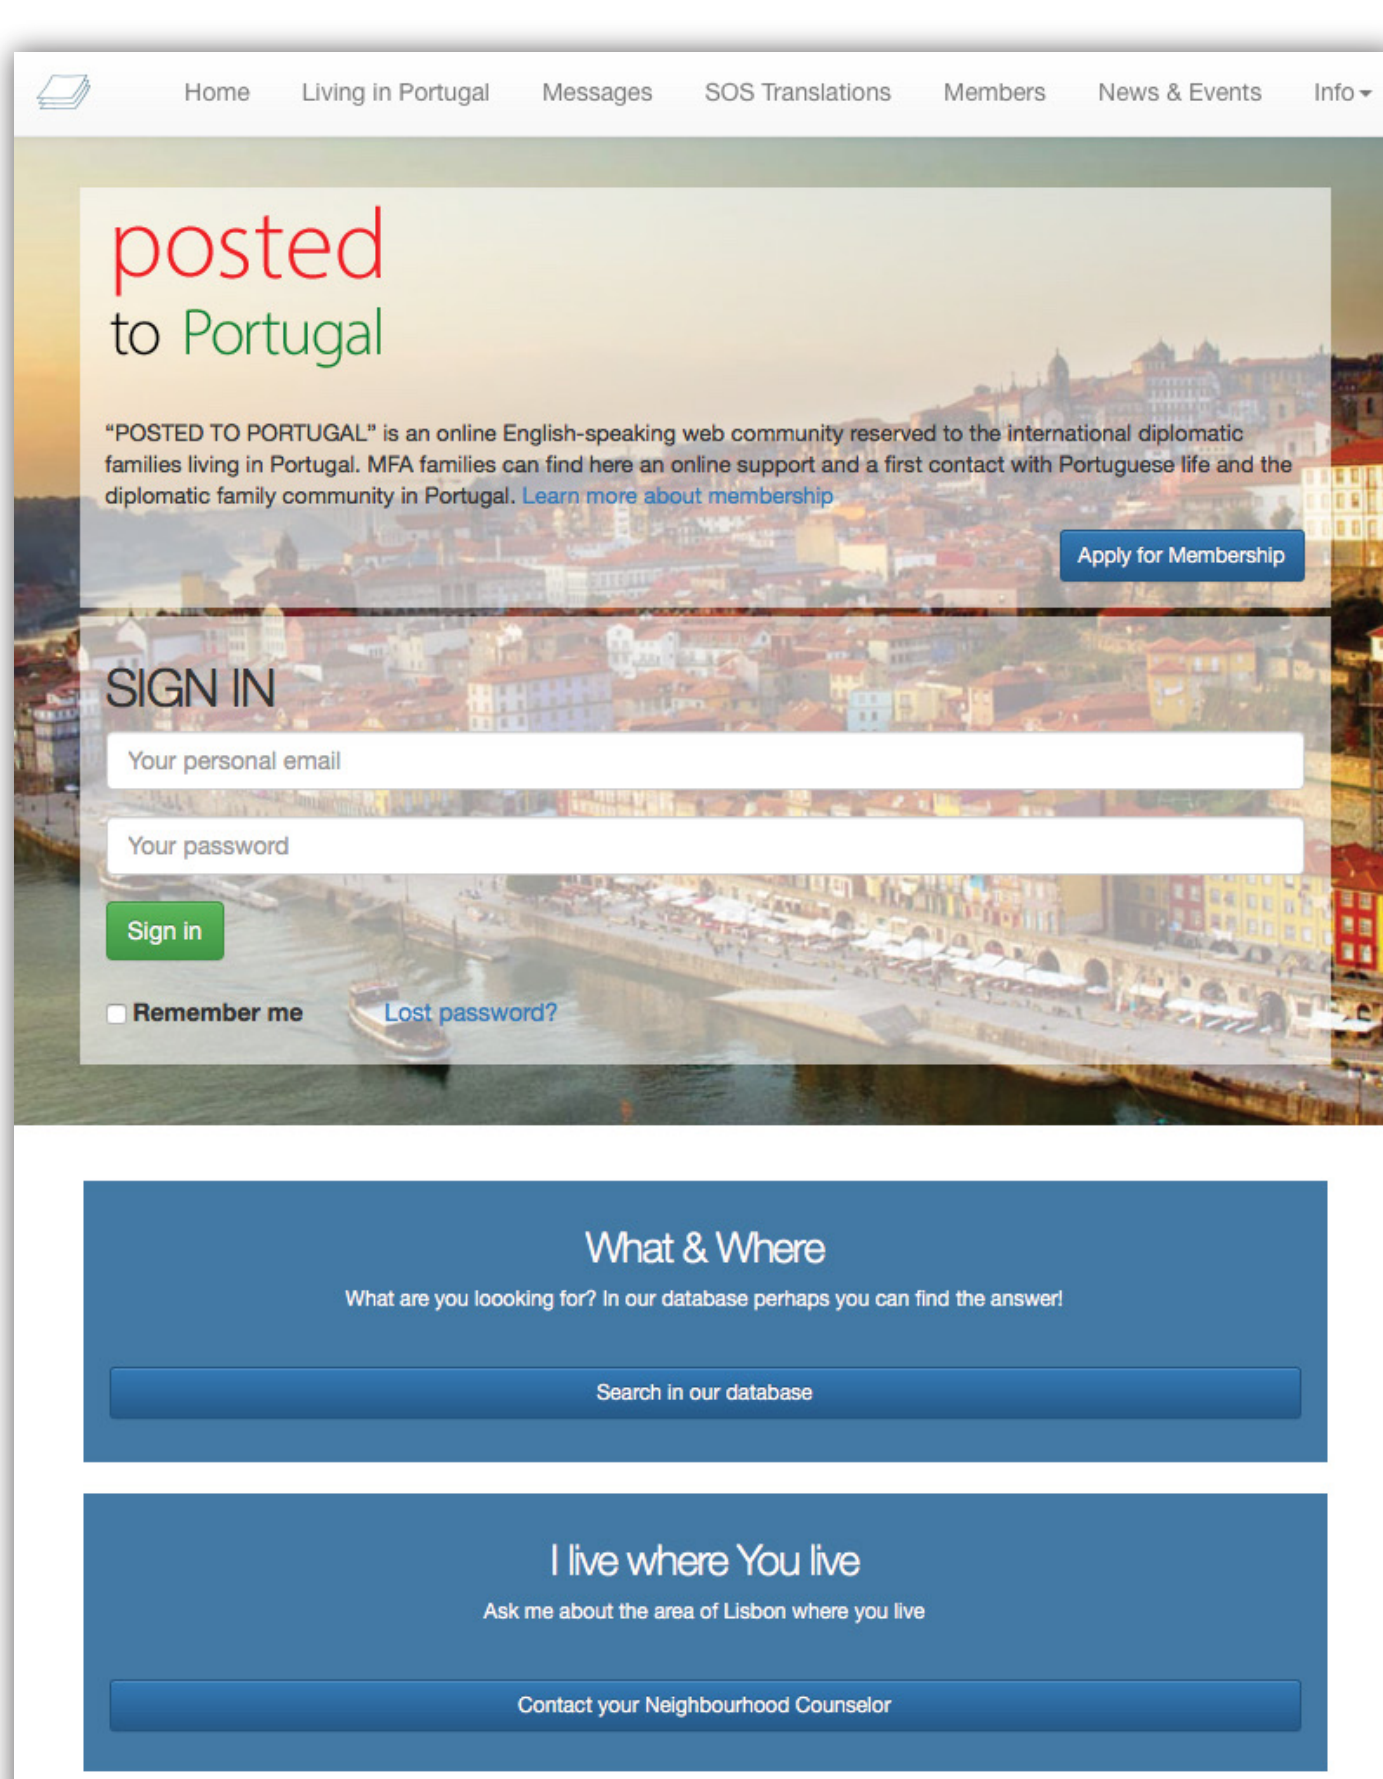 Home Living in Portugal Messages SOS Translations Members News & Events Info
posted
to Portugal
“POSTED TO PORTUGAL” is an online English-speaking web community reserved to the international diplomatic
families living in Portugal. MFA families can find here an online support and a first contact with Portuguese life and the
diplomatic family community in Portugal. Learn more about membership
Apply for Membership
SIGN IN
Your personal email
Your password
Sign in
Remember me Lost password?
What & Where
What are you loooking for? In our database perhaps you can find the answer!
Search in our database
I live where You live
Ask me about the area of Lisbon where you live
Contact your Neighbourhood Counselor